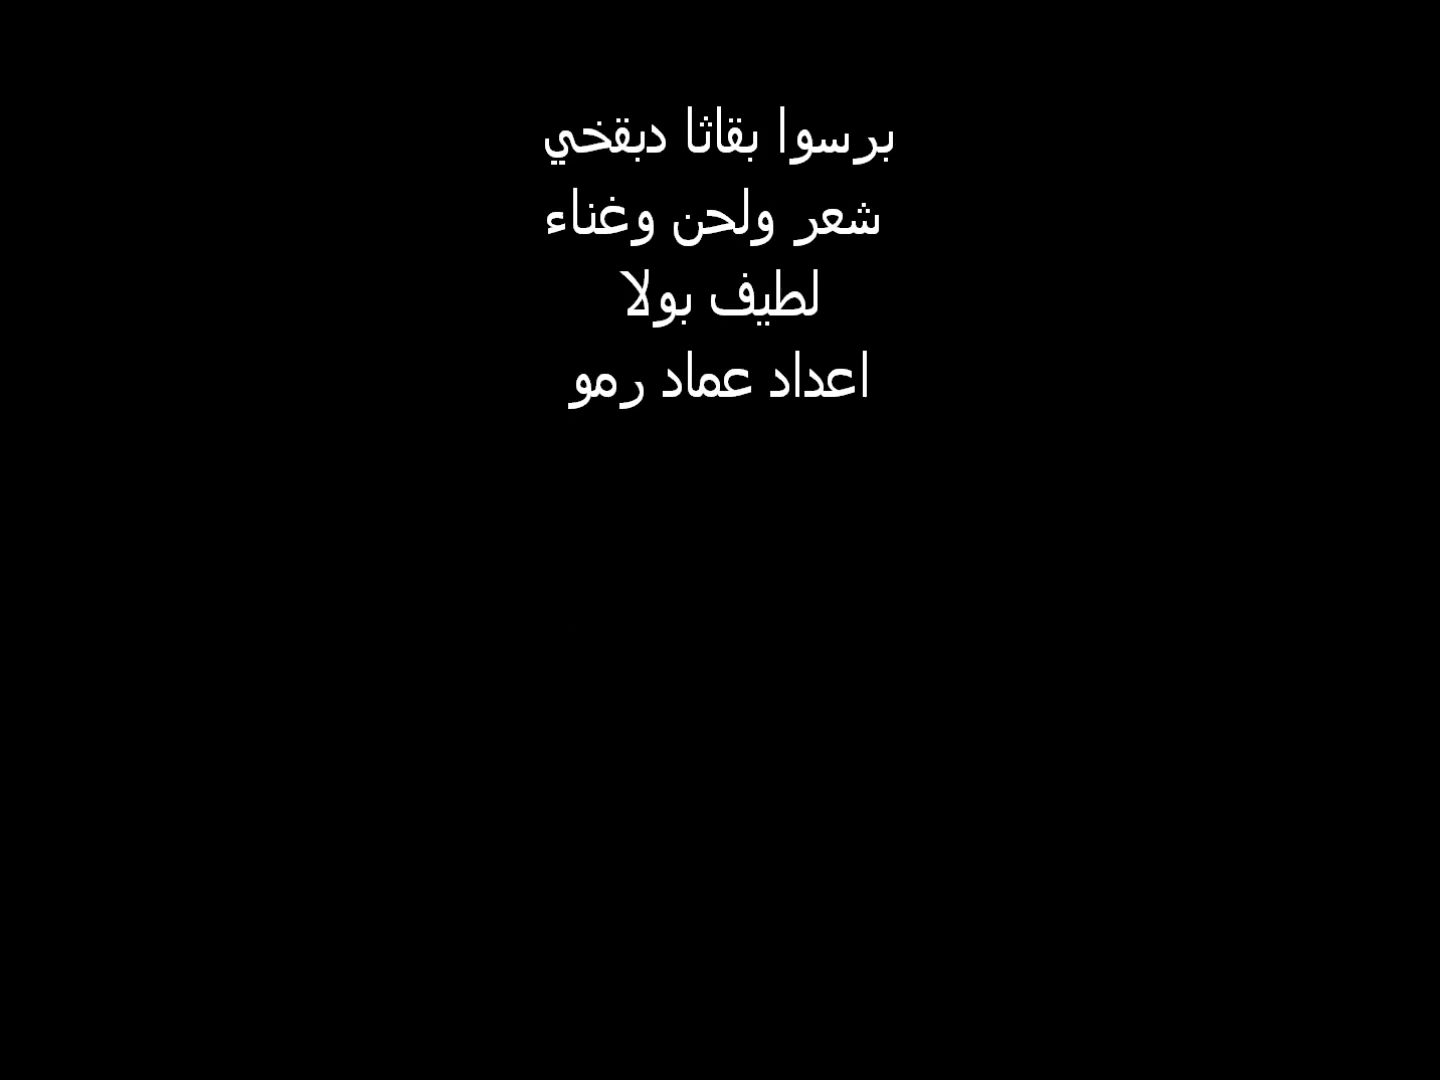 برسوا بقاثا دبقخي
شعر ولحن وغناء
لطيف بولا
اعداد عماد رمو